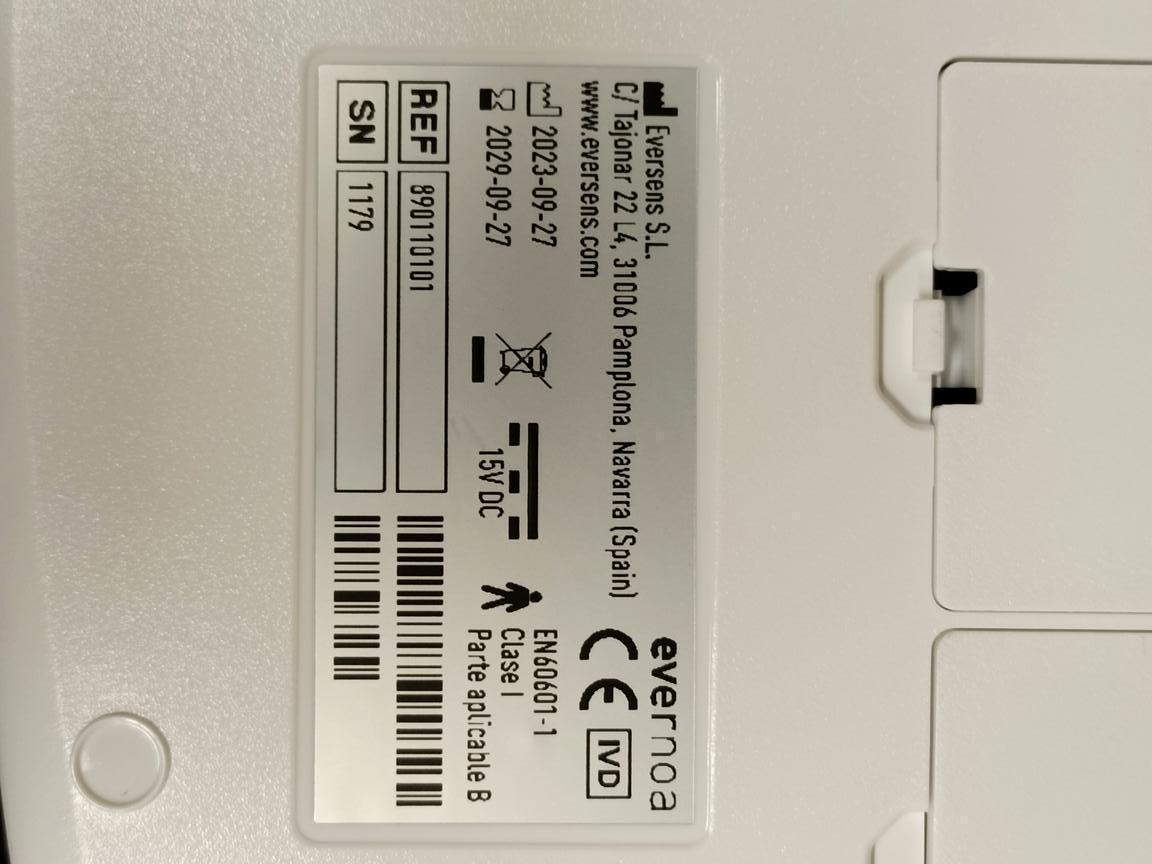 Eversens S.L.
C/ Tajonar 22 L4, 31006 Pamplona, Navarra (Spain)
www.eversens.com
evernoa
CE IVD
2023-09-27
2029-09-27
15V DC
EN60601-1
Clase I
Parte aplicable B
REF 890110101
SN 1179